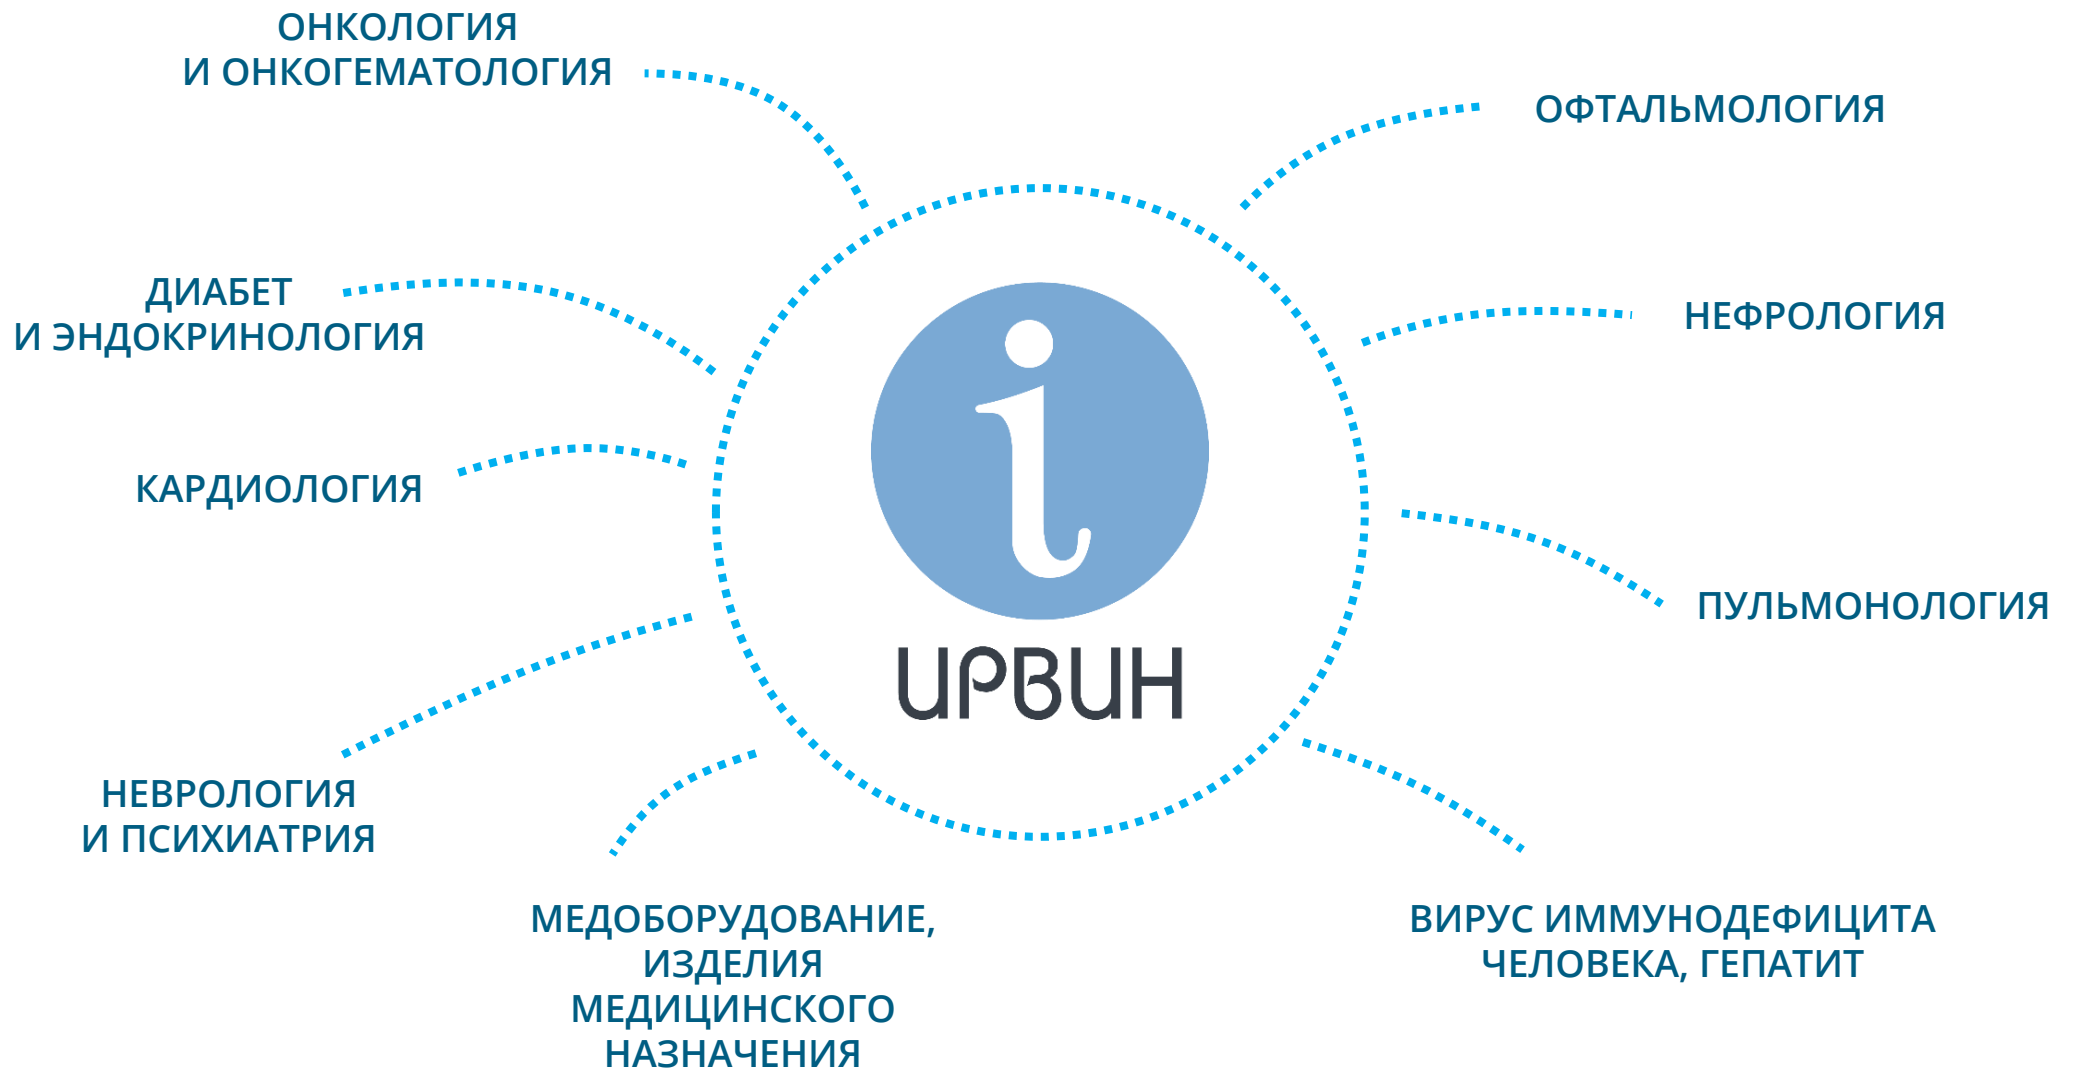 ОНКОЛОГИЯ
И ОНКОГЕМАТОЛОГИЯ
ОФТАЛЬМОЛОГИЯ
ДИАБЕТ
И ЭНДОКРИНОЛОГИЯ
НЕФРОЛОГИЯ
КАРДИОЛОГИЯ
ПУЛЬМОНОЛОГИЯ
i
ИРВИН
НЕВРОЛОГИЯ
И ПСИХИАТРИЯ
МЕДОБОРУДОВАНИЕ,
ИЗДЕЛИЯ
МЕДИЦИНСКОГО
НАЗНАЧЕНИЯ
ВИРУС ИММУНОДЕФИЦИТА
ЧЕЛОВЕКА, ГЕПАТИТ